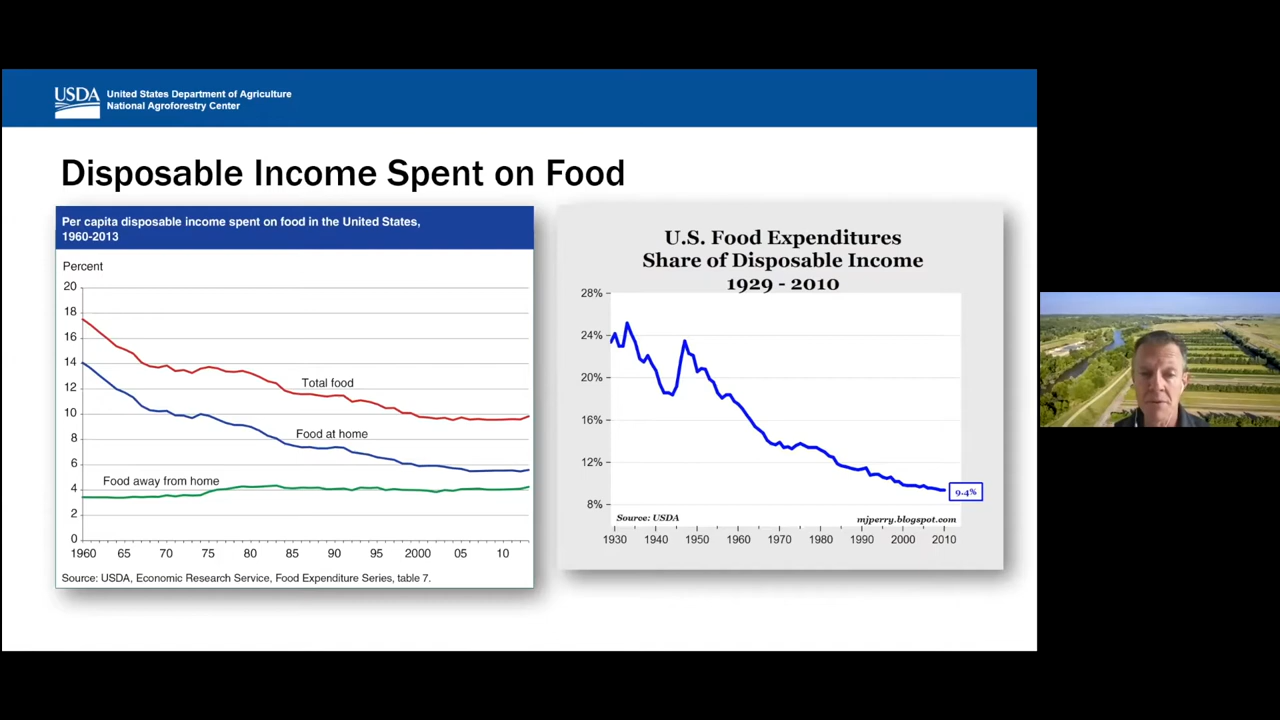 USDA
United States Department of Agriculture
National Agroforestry Center
Disposable Income Spent on Food
Per capita disposable income spent on food in the United States,
1960-2013
Percent
20
18
16
14
12
10
8
6
4
2
0
Total food
Food at home
Food away from home
1960 65 70 75 80 85 90 95 2000 05 10
Source: USDA, Economic Research Service, Food Expenditure Series, table 7.
U.S. Food Expenditures
Share of Disposable Income
1929 - 2010
28%
24%
20%
16%
12%
8%
9.4%
Source: USDA
mjperry.blogspot.com
1930 1940 1950 1960 1970 1980 1990 2000 2010